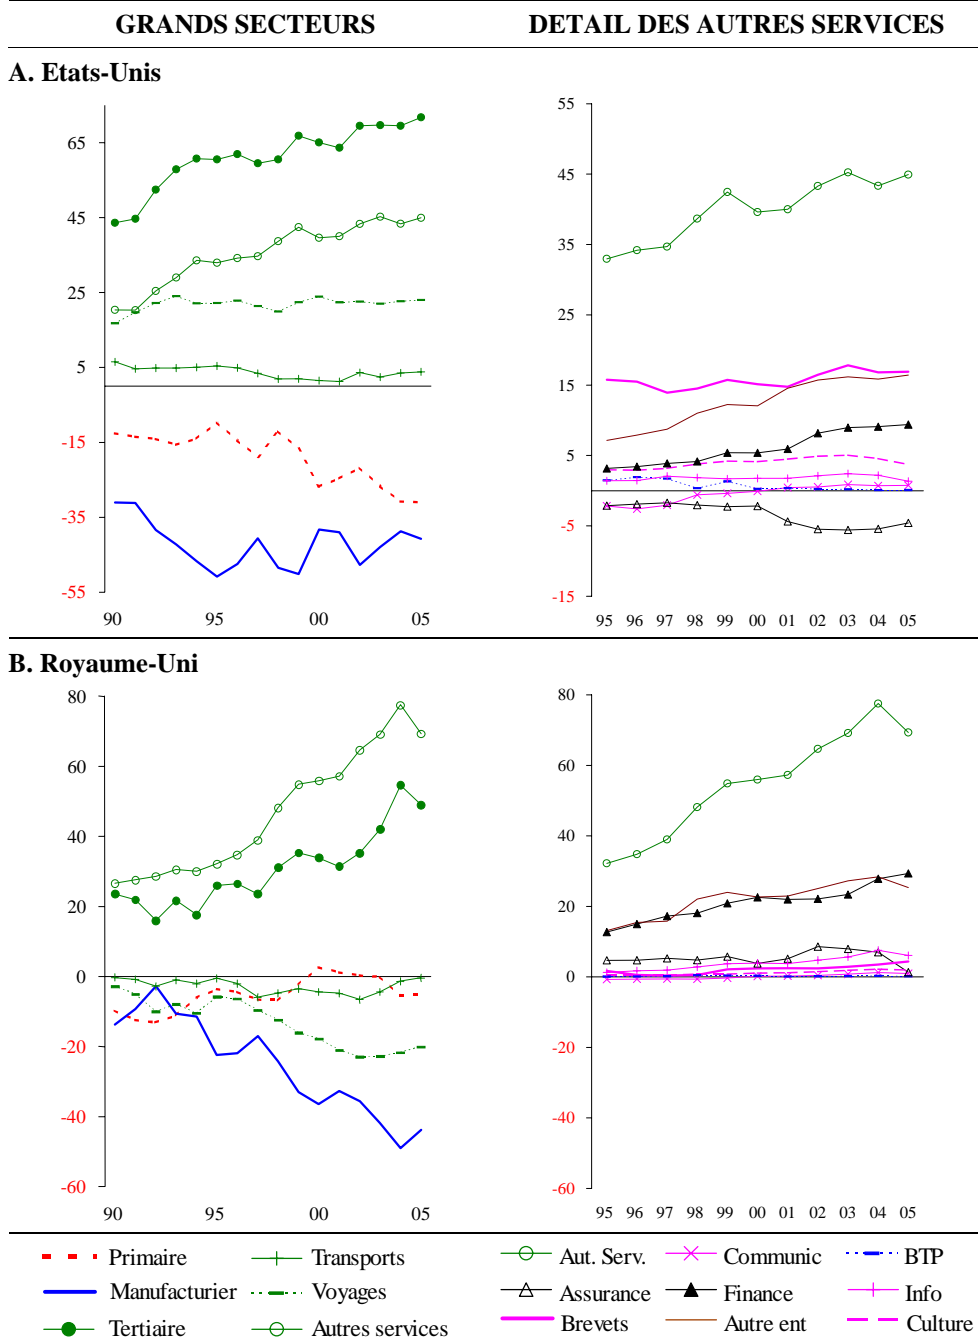 GRANDS SECTEURS DETAIL DES AUTRES SERVICES
A. Etats-Unis
65
45
25
5
-15
-35
-55
90 95 00 05
55
45
35
25
15
5
-5
-15
95 96 97 98 99 00 01 02 03 04 05
B. Royaume-Uni
80
60
40
20
0
-20
-40
-60
90 95 00 05
80
60
40
20
0
-20
-40
-60
95 96 97 98 99 00 01 02 03 04 05
Primaire Transports
Manufacturier Voyages
Tertiaire Autres services
Aut. Serv. Communic BTP
Assurance Finance Info
Brevets Autre ent Culture